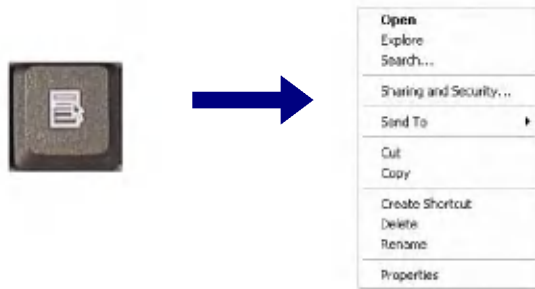 Open
Explore
Search...
Sharing and Security...
Send To
Cut
Copy
Create Shortcut
Delete
Rename
Properties